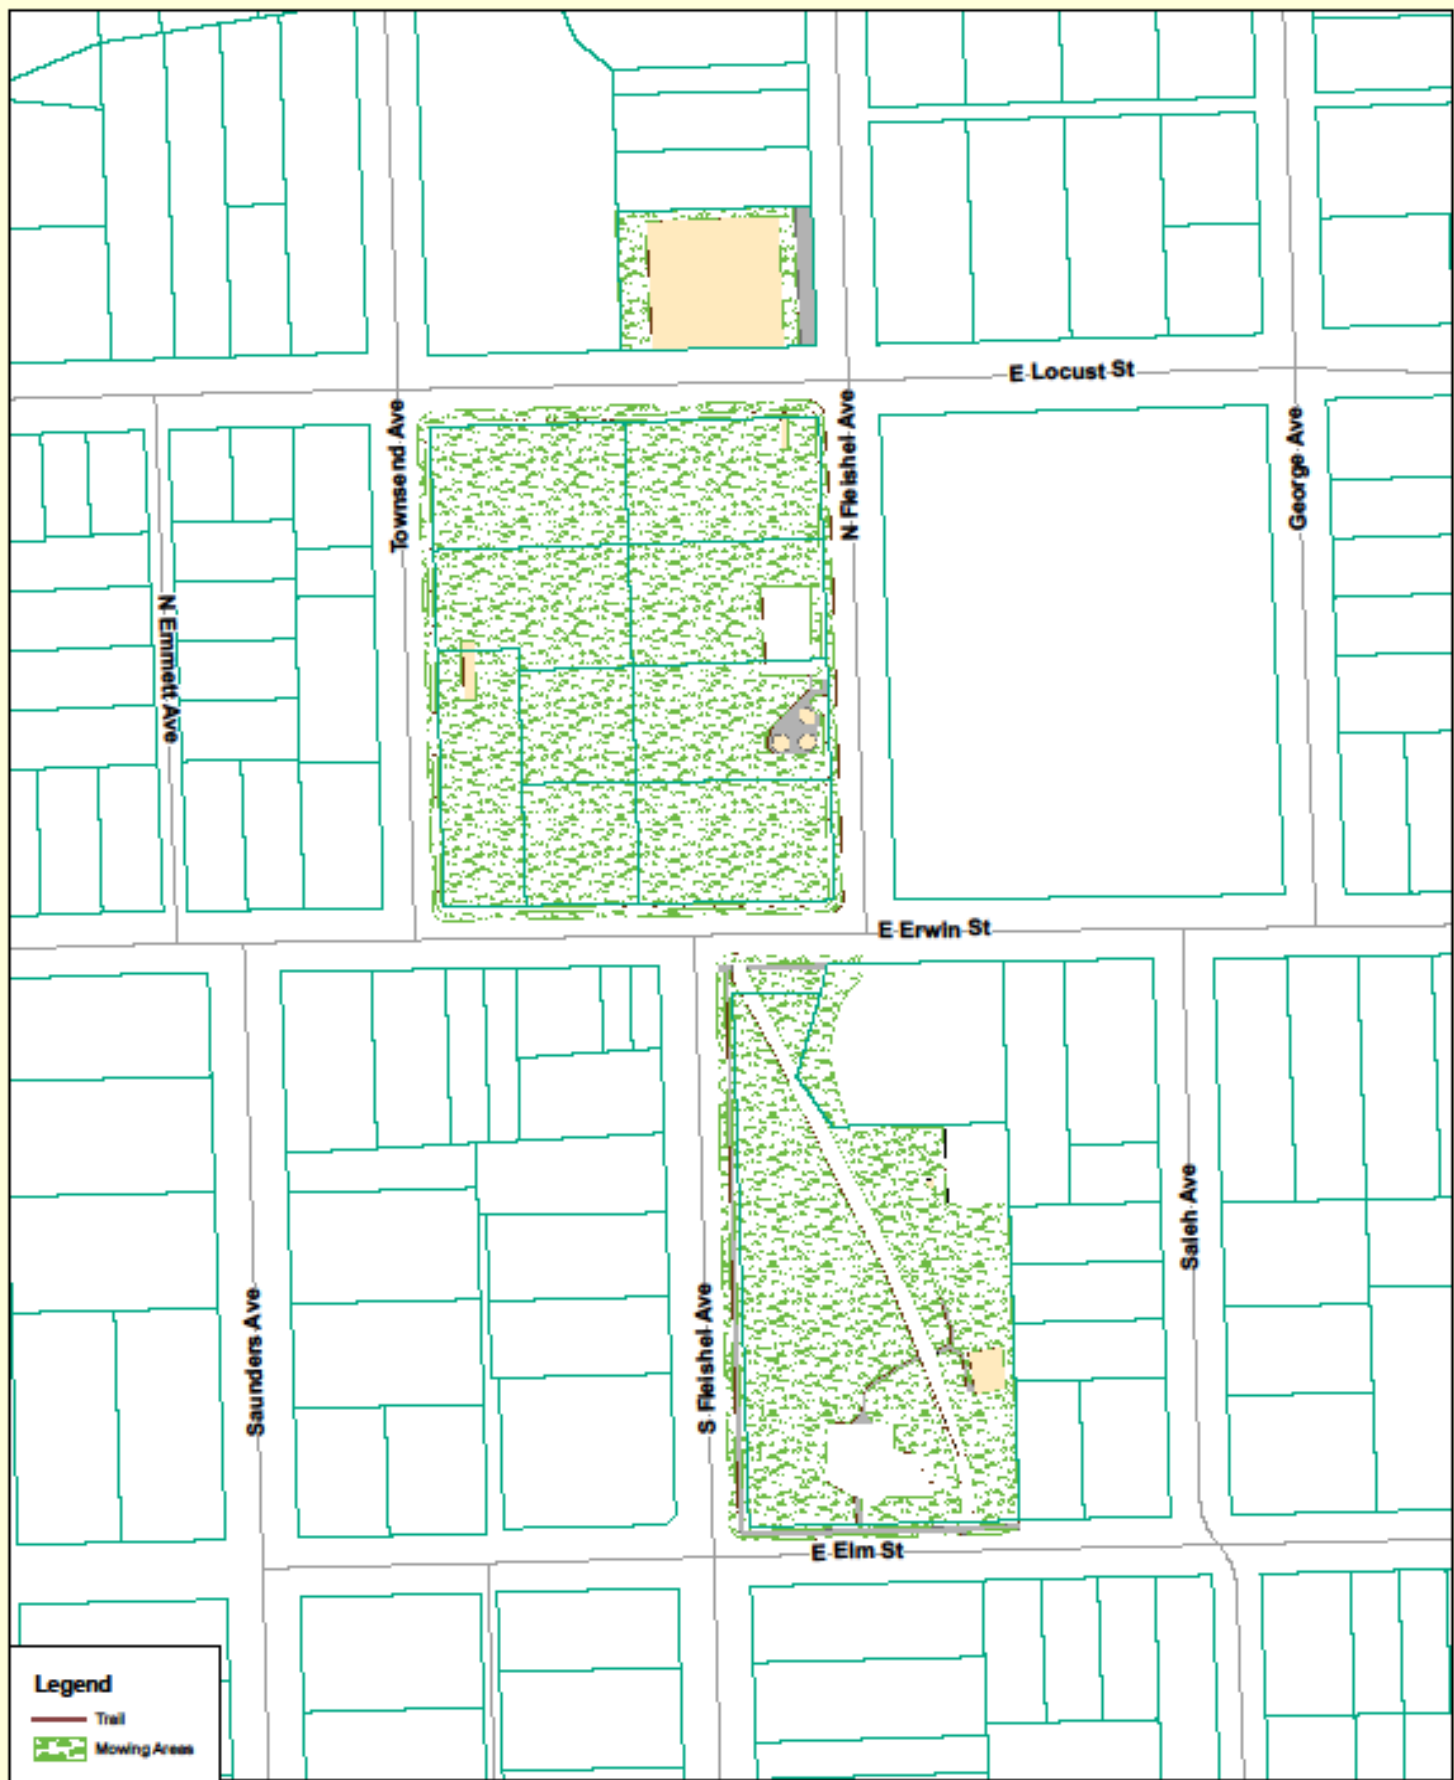 E Locust St
Townsend Ave
N Fleishel Ave
George Ave
N Emmett Ave
E Erwin St
Saleh Ave
Saunders Ave
S Fleishel Ave
E Elm St
Legend
Trail
Mowing Areas